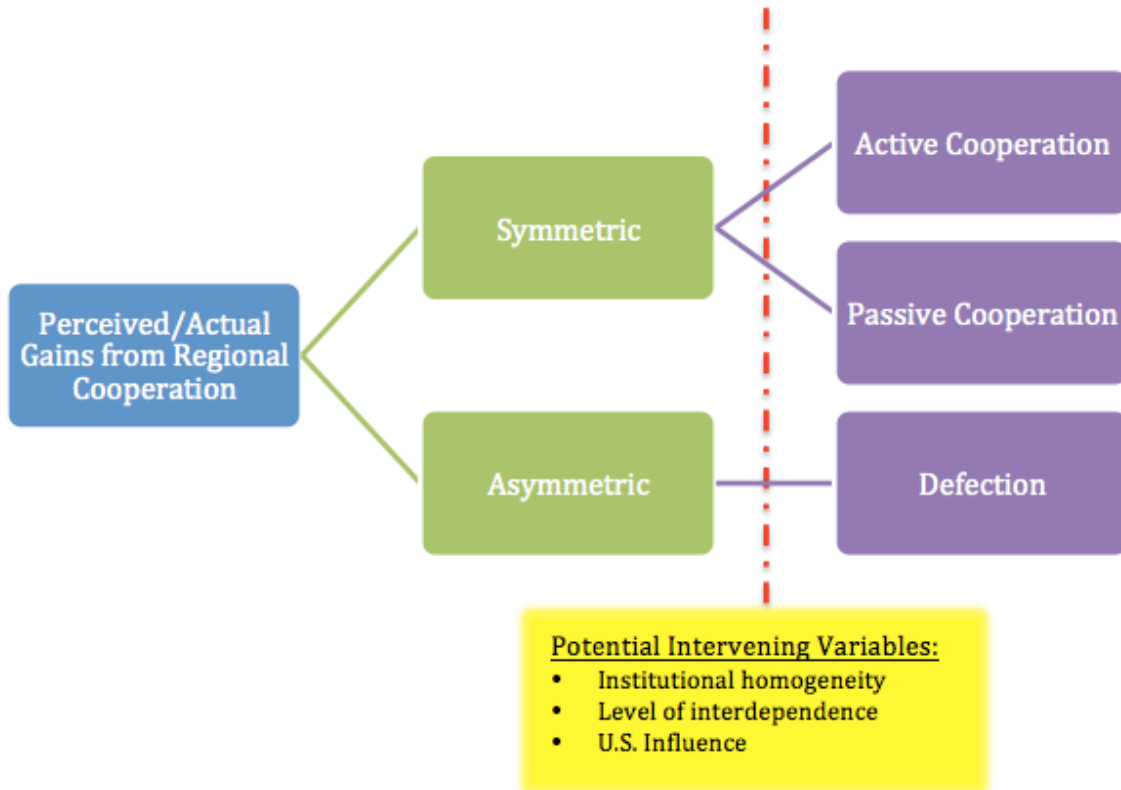 Perceived/Actual
Gains from Regional
Cooperation
Symmetric
Asymmetric
Active Cooperation
Passive Cooperation
Defection
Potential Intervening Variables:
• Institutional homogeneity
• Level of interdependence
• U.S. Influence